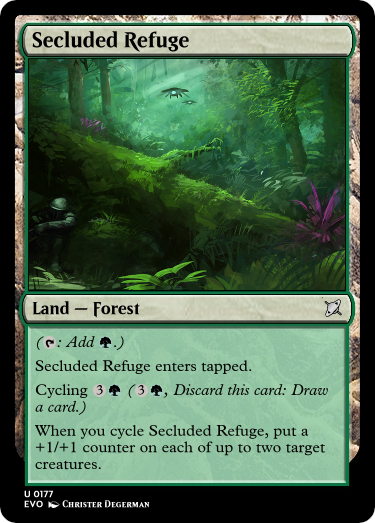 Secluded Refuge
Land — Forest
(: Add .)
Secluded Refuge enters tapped.
Cycling 3 (3, Discard this card: Draw
a card.)
When you cycle Secluded Refuge, put a
+1/+1 counter on each of up to two target
creatures.
U 0177
EVO Christer Degerman